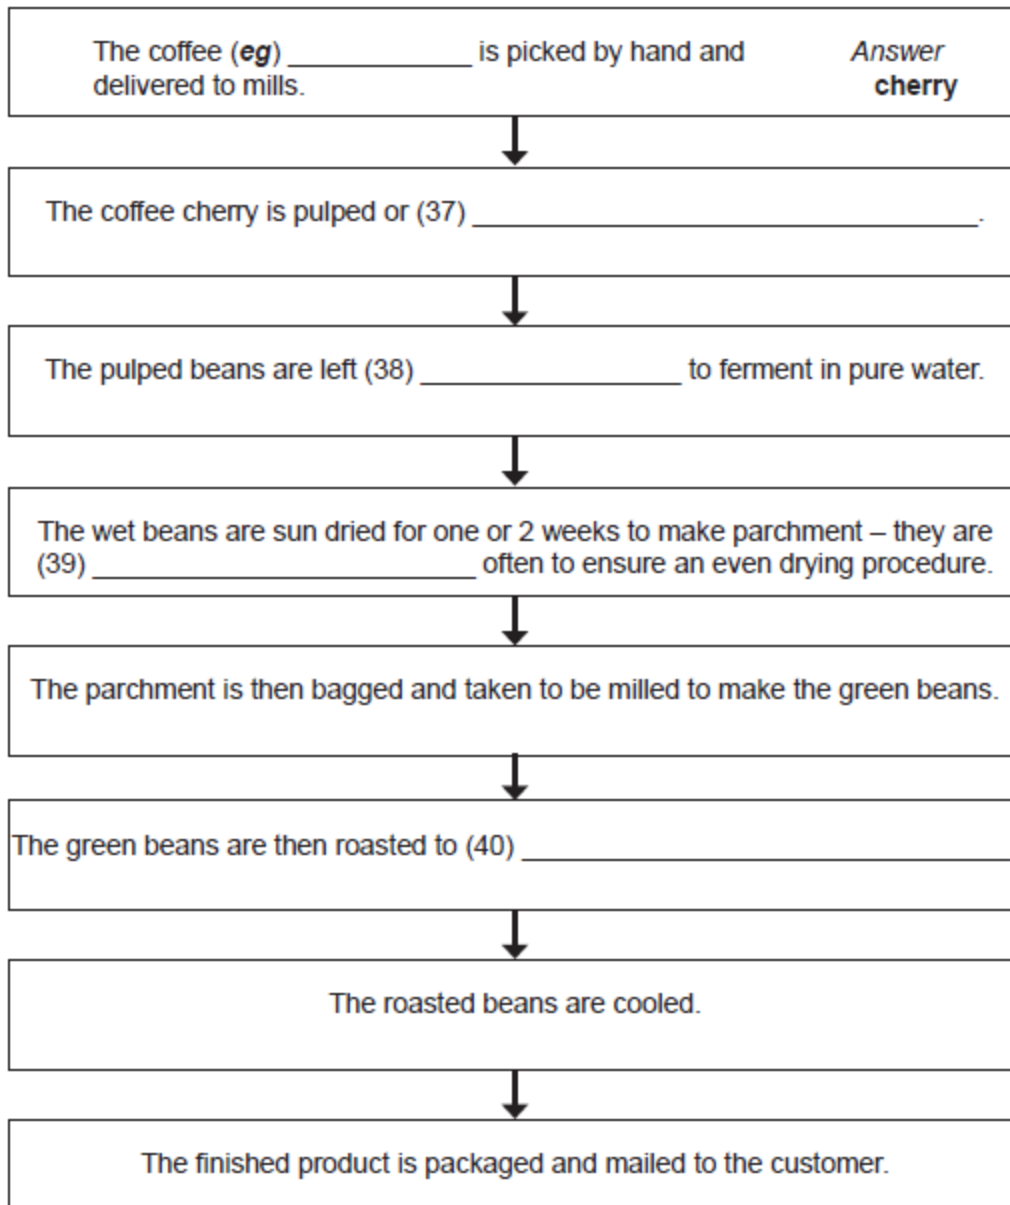 The coffee (eg) ____________ is picked by hand and Answer
delivered to mills. cherry
The coffee cherry is pulped or (37) _________________________________.
The pulped beans are left (38) _________________ to ferment in pure water.
The wet beans are sun dried for one or 2 weeks to make parchment – they are
(39) _________________________ often to ensure an even drying procedure.
The parchment is then bagged and taken to be milled to make the green beans.
The green beans are then roasted to (40) ________________________________
The roasted beans are cooled.
The finished product is packaged and mailed to the customer.